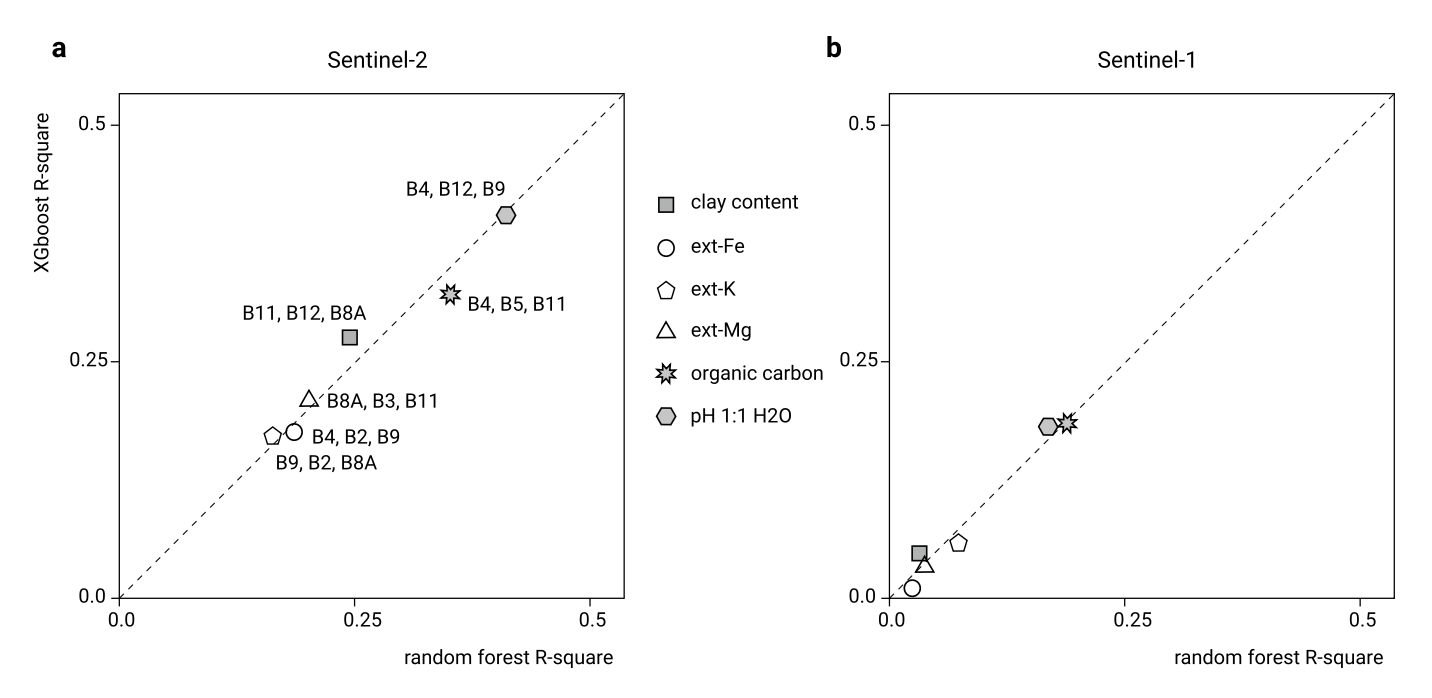 a
Sentinel-2
XGboost R-square
0.5
0.25
0.0
0.0
0.25
0.5
random forest R-square
B4, B12, B9
B4, B5, B11
B11, B12, B8A
B8A, B3, B11
B4, B2, B9
B9, B2, B8A
clay content
ext-Fe
ext-K
ext-Mg
organic carbon
pH 1:1 H2O
b
Sentinel-1
0.5
0.25
0.0
0.0
0.25
0.5
random forest R-square